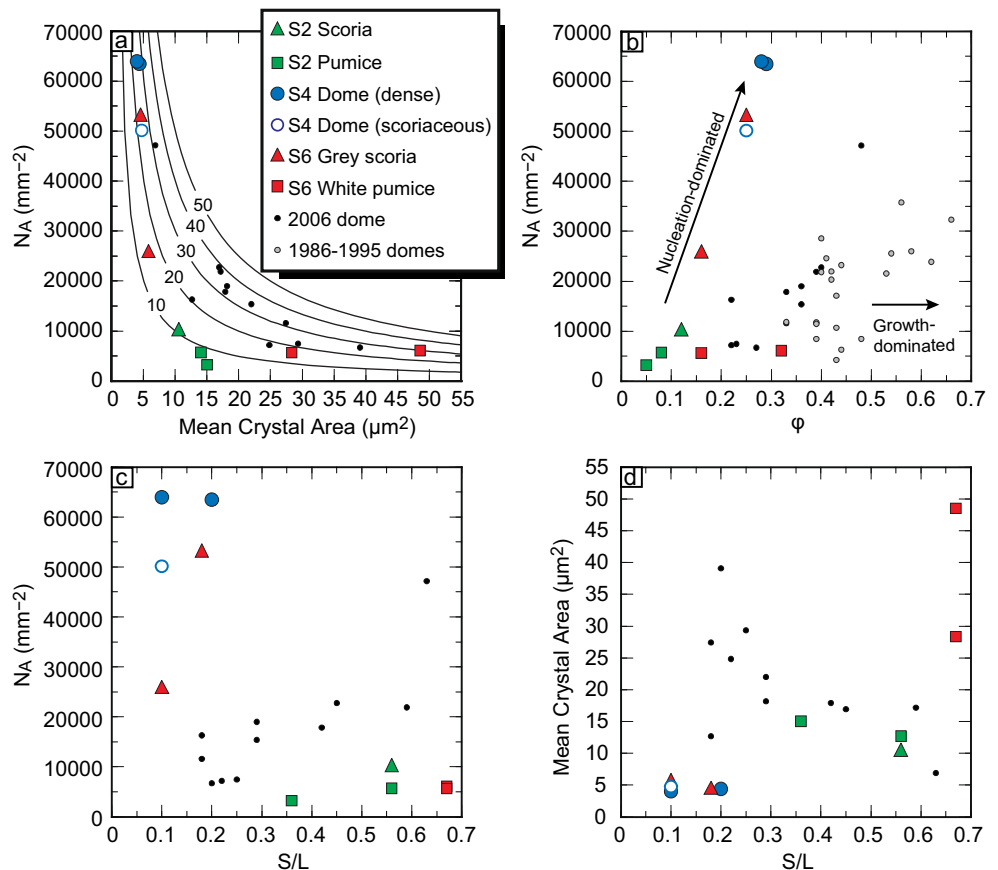 a
70000
60000
50000
40000
30000
20000
10000
0
NA (mm−2)
50
40
30
20
10
0 5 10 15 20 25 30 35 40 45 50 55
Mean Crystal Area (µm2)
S2 Scoria
S2 Pumice
S4 Dome (dense)
S4 Dome (scoriaceous)
S6 Grey scoria
S6 White pumice
2006 dome
1986-1995 domes
b
70000
60000
50000
40000
30000
20000
10000
0
NA (mm−2)
Nucleation-dominated
Growth-
dominated
0 0.1 0.2 0.3 0.4 0.5 0.6 0.7
φ
c
70000
60000
50000
40000
30000
20000
10000
0
NA (mm−2)
0 0.1 0.2 0.3 0.4 0.5 0.6 0.7
S/L
d
55
50
45
40
35
30
25
20
15
10
5
0
Mean Crystal Area (µm2)
0 0.1 0.2 0.3 0.4 0.5 0.6 0.7
S/L